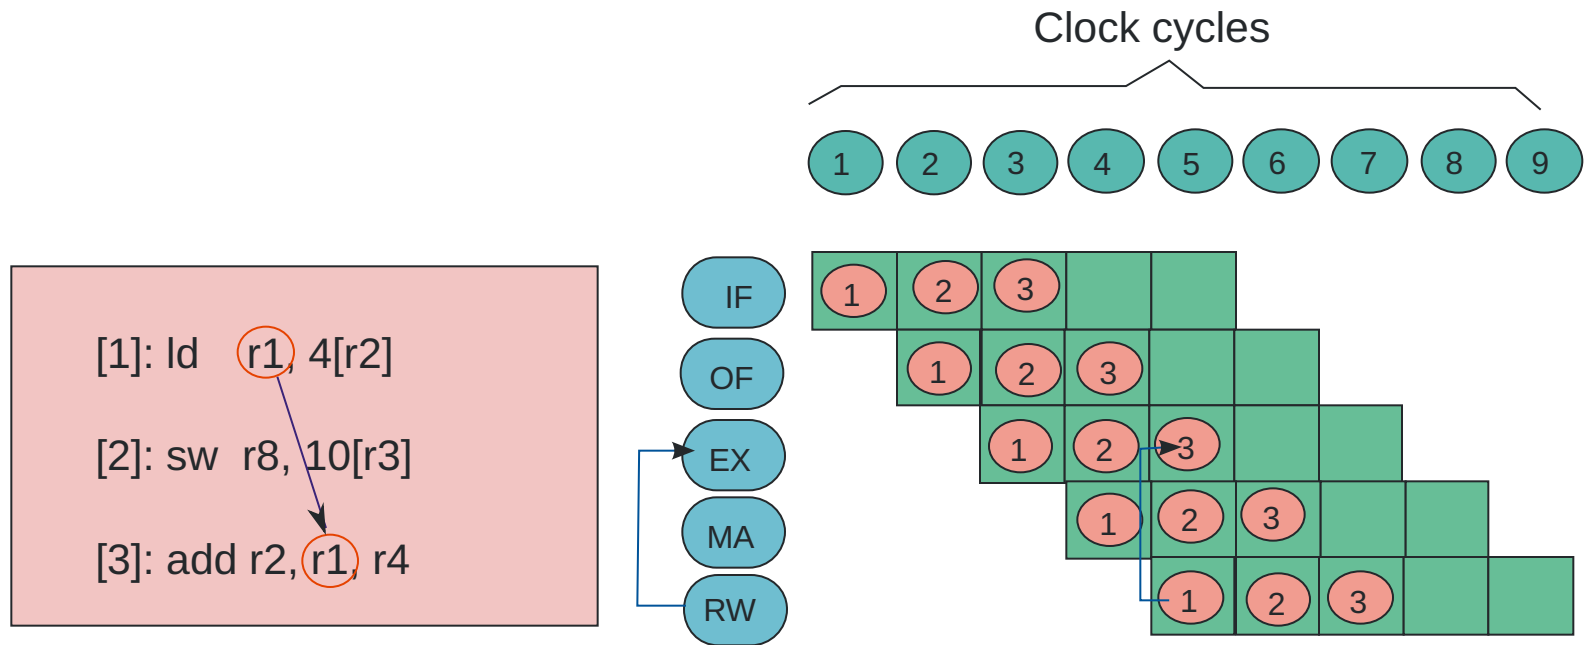 Clock cycles
1 2 3 4 5 6 7 8 9
[1]: ld r1, 4[r2]
[2]: sw r8, 10[r3]
[3]: add r2, r1, r4
IF 1 2 3
OF 1 2 3
EX 1 2 3
MA 1 2 3
RW 1 2 3